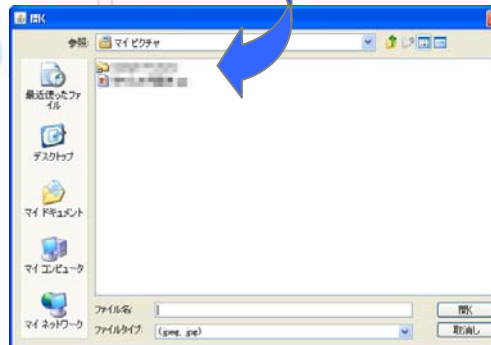 開く
参照:
マイ ピクチャ
最近使ったファ
イル
デスクトップ
マイ ドキュメント
マイ コンピュータ
マイ ネットワーク
ファイル名:
開く
ファイルタイプ:
(jpeg, jpe)
取消し